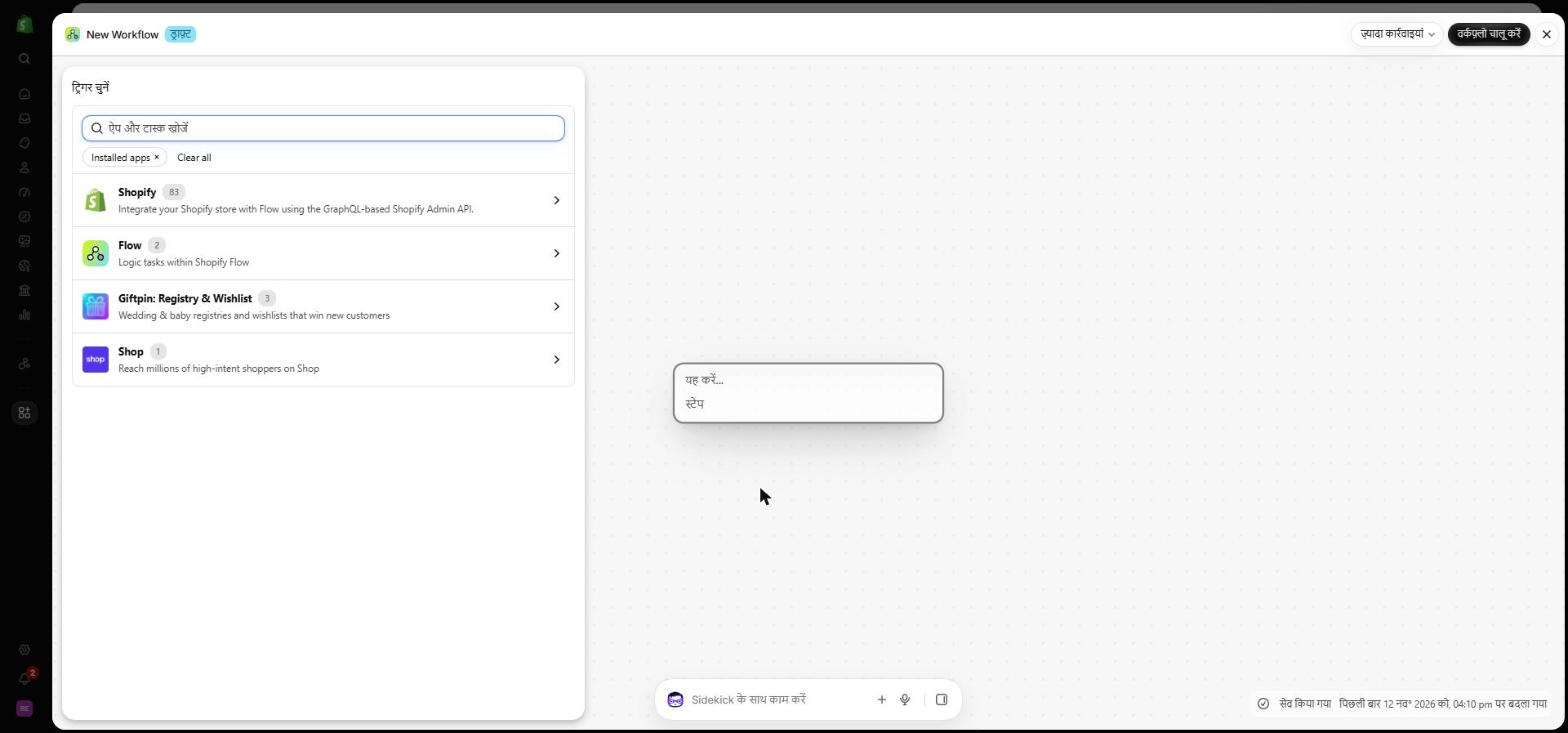 New Workflow ड्राफ़्ट
ज़्यादा कार्रवाइयां
वर्कफ़्लो चालू करें
ट्रिगर चुनें
ऐप और टास्क खोजें
Installed apps × Clear all
Shopify 83
Integrate your Shopify store with Flow using the GraphQL-based Shopify Admin API.
Flow 2
Logic tasks within Shopify Flow
Giftpin: Registry & Wishlist 3
Wedding & baby registries and wishlists that win new customers
shop
Shop 1
Reach millions of high-intent shoppers on Shop
यह करें...
स्टेप
2
Sidekick के साथ काम करें
सेव किया गया पिछली बार 12 नव॰ 2026 को, 04:10 pm पर बदला गया